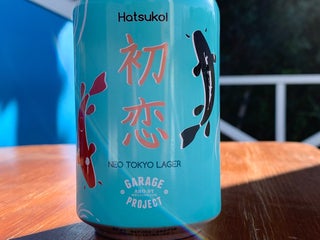 Hatsukoi
初
恋
NEO TOKYO LAGER
GARAGE
PROJECT